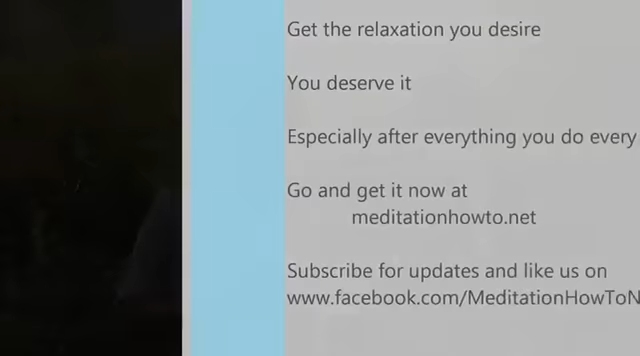 Get the relaxation you desire
You deserve it
Especially after everything you do every
Go and get it now at
meditationhowto.net
Subscribe for updates and like us on
www.facebook.com/MeditationHowToN